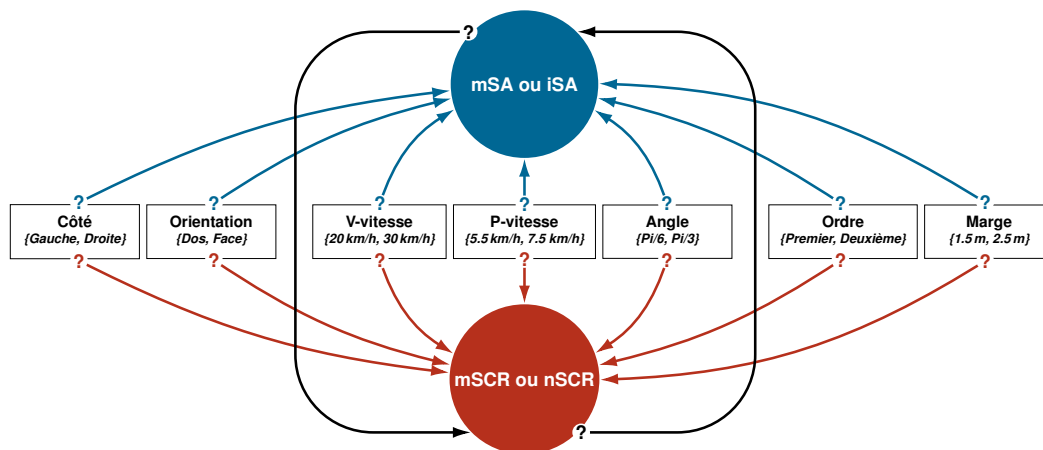 ?
mSA ou iSA
? ? ? ? ? ? ?
Côté
{Gauche, Droite}
Orientation
{Dos, Face}
V-vitesse
{20 km/h, 30 km/h}
P-vitesse
{5.5 km/h, 7.5 km/h}
Angle
{Pi/6, Pi/3}
Ordre
{Premier, Deuxième}
Marge
{1.5 m, 2.5 m}
? ? ? ? ? ? ?
mSCR ou nSCR
?